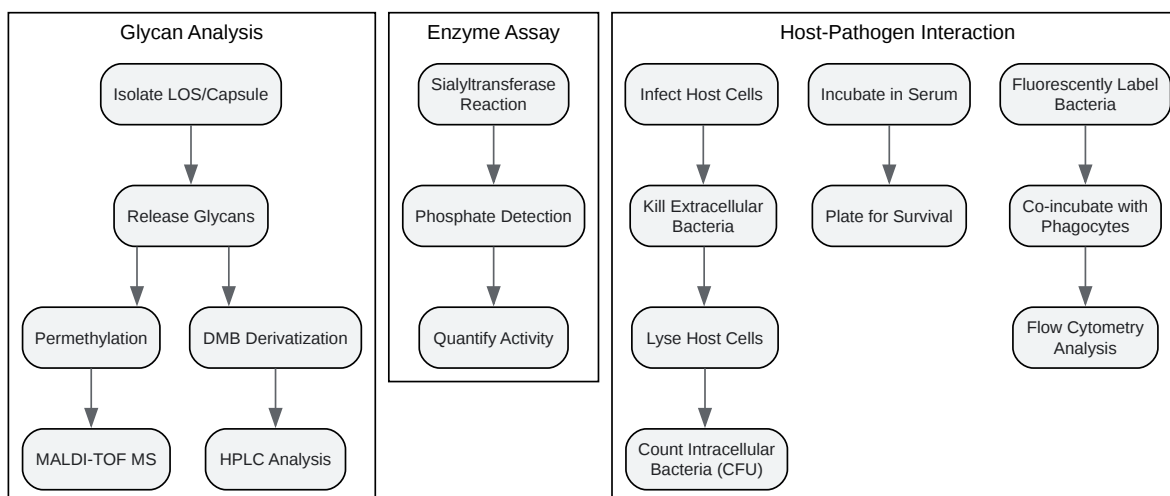 Glycan Analysis
Isolate LOS/Capsule
Release Glycans
Permethylation
DMB Derivatization
MALDI-TOF MS
HPLC Analysis
Enzyme Assay
Sialyltransferase
Reaction
Phosphate Detection
Quantify Activity
Host-Pathogen Interaction
Infect Host Cells
Kill Extracellular
Bacteria
Lyse Host Cells
Count Intracellular
Bacteria (CFU)
Incubate in Serum
Plate for Survival
Fluorescently Label
Bacteria
Co-incubate with
Phagocytes
Flow Cytometry
Analysis